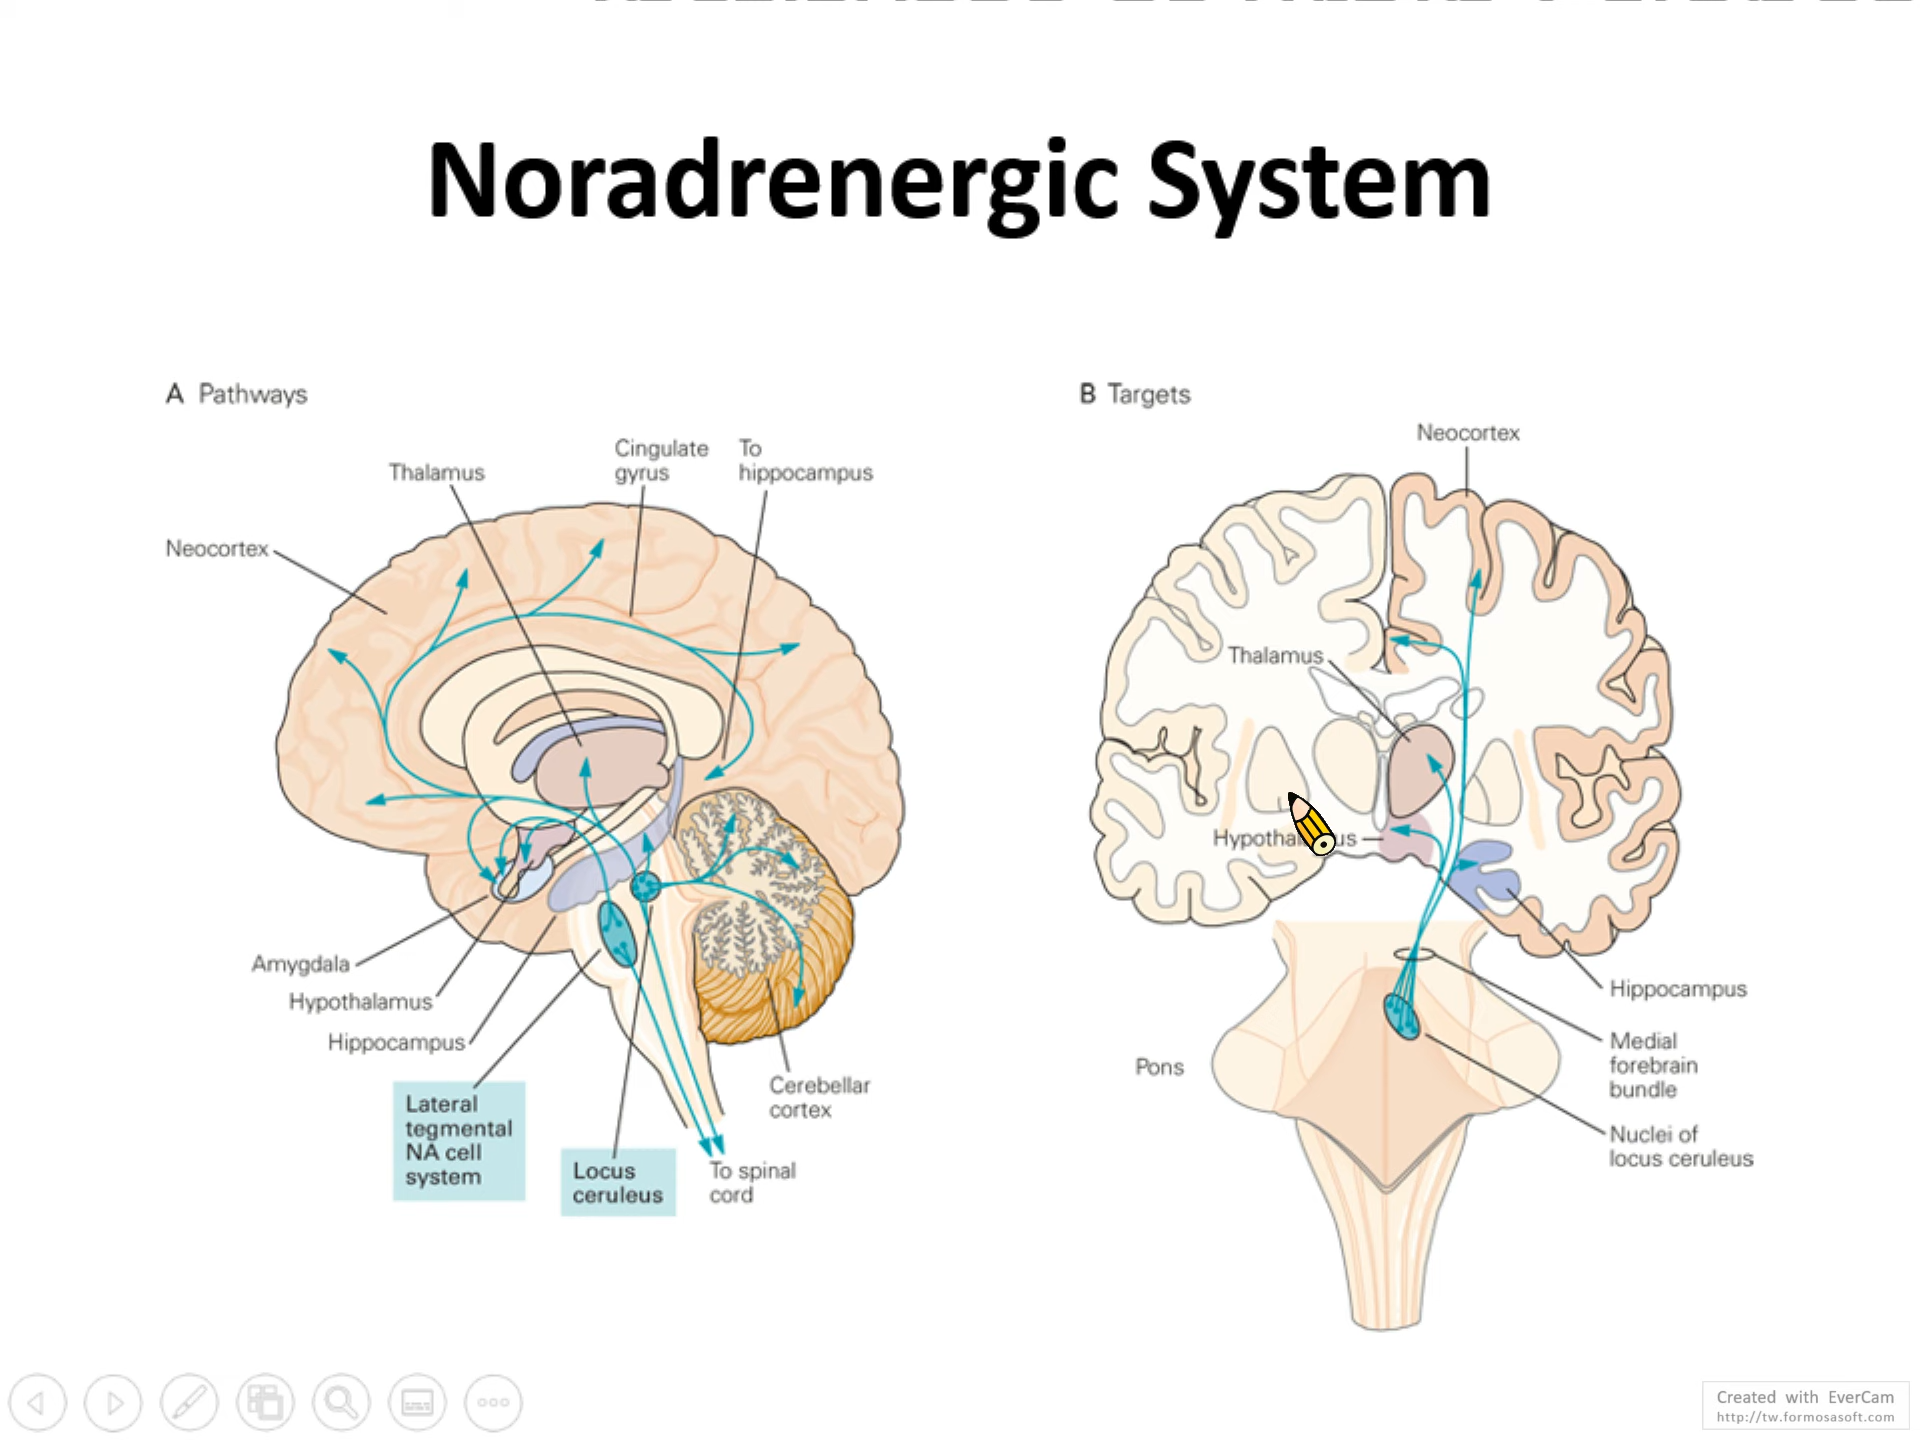 Noradrenergic System
A Pathways
Thalamus
Cingulate
gyrus
To
hippocampus
Neocortex
Amygdala
Hypothalamus
Hippocampus
Lateral
tegmental
NA cell
system
Locus
ceruleus
To spinal
cord
Cerebellar
cortex
B Targets
Neocortex
Thalamus
Hippocampus
Medial
forebrain
bundle
Pons
Nuclei of
locus ceruleus
Created with EverCam
http://tw.formosasoft.com